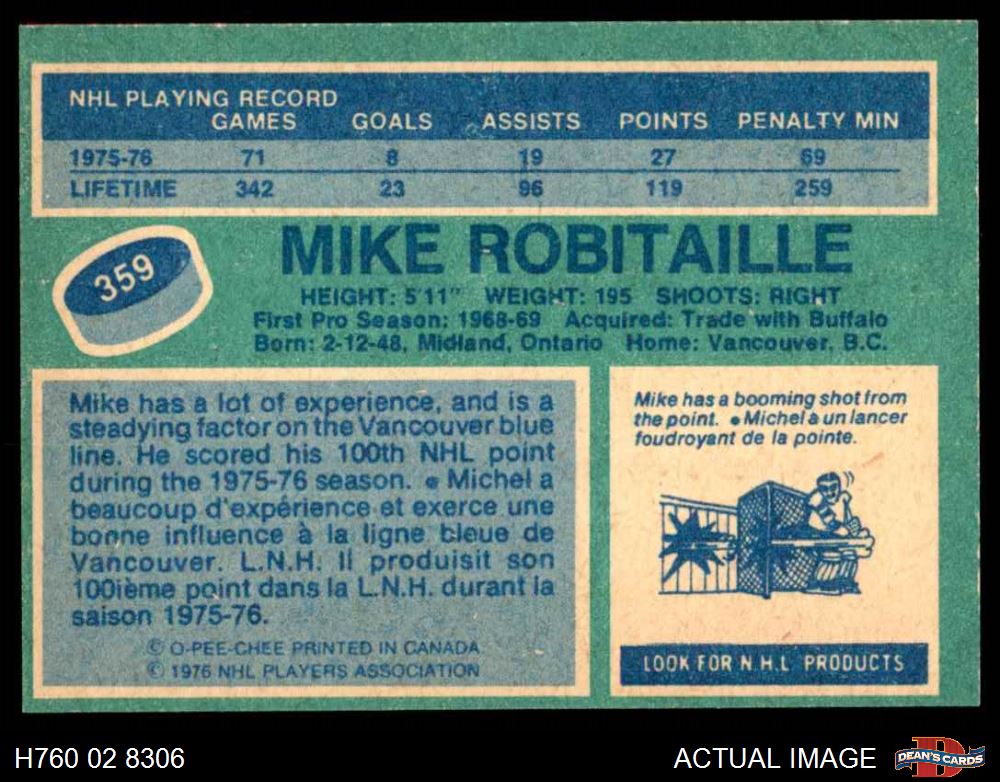 NHL PLAYING RECORD
GAMES GOALS ASSISTS POINTS PENALTY MIN
1975-76 71 8 19 27 69
LIFETIME 342 23 96 119 259
359
MIKE ROBITAILLE
HEIGHT: 5'11" WEIGHT: 195 SHOOTS: RIGHT
First Pro Season: 1968-69 Acquired: Trade with Buffalo
Born: 2-12-48, Midland, Ontario Home: Vancouver, B.C.
Mike has a lot of experience, and is a
steadying factor on the Vancouver blue
line. He scored his 100th NHL point
during the 1975-76 season. • Michel a
beaucoup d'expérience et exerce une
bonne influence à la ligne bleue de
Vancouver. L.N.H. Il produisit son
100ième point dans la L.N.H. durant la
saison 1975-76.
© O-PEE-CHEE PRINTED IN CANADA
© 1976 NHL PLAYERS ASSOCIATION
Mike has a booming shot from
the point. • Michel a un lancer
foudroyant de la pointe.
LOOK FOR N.H.L PRODUCTS
H760 02 8306
ACTUAL IMAGE
D
DEAN'S CARDS